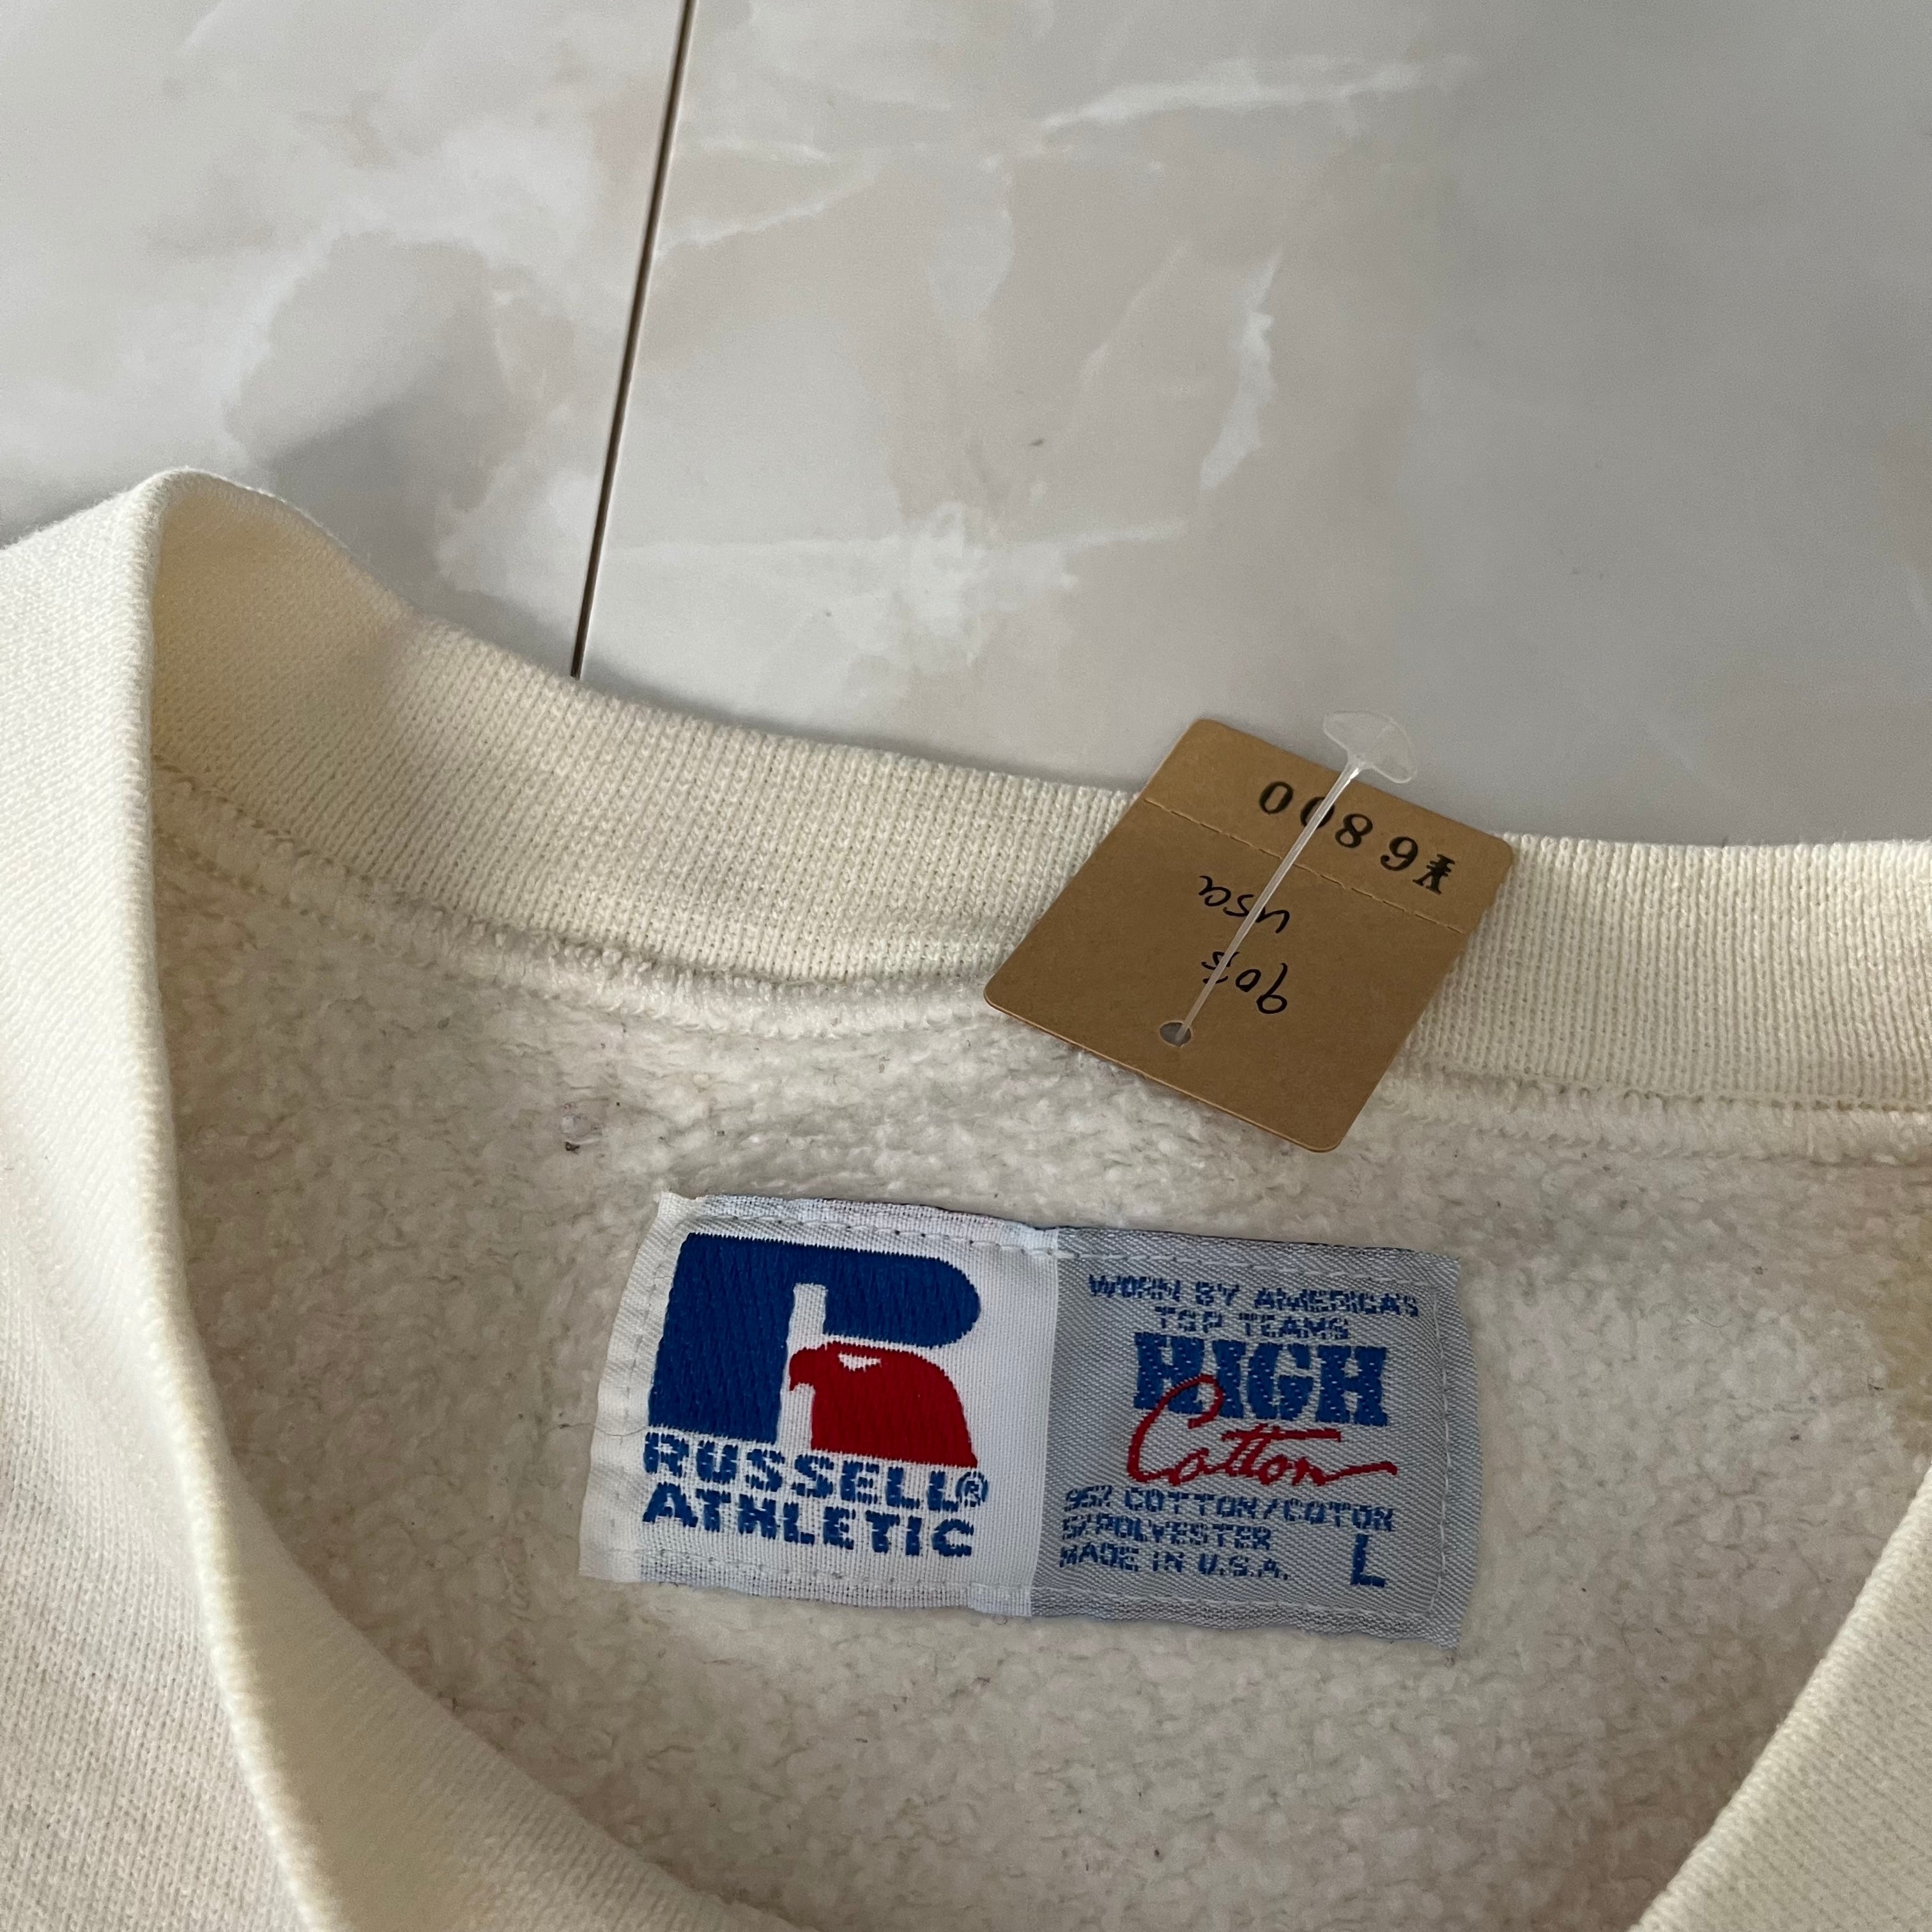 90s
usa
¥6800
RUSSELL®
ATHLETIC
WORN BY AMERICA'S
TOP TEAMS
HIGH
Cotton
95% COTTON/COTON
5%POLYESTER
MADE IN U.S.A.
L